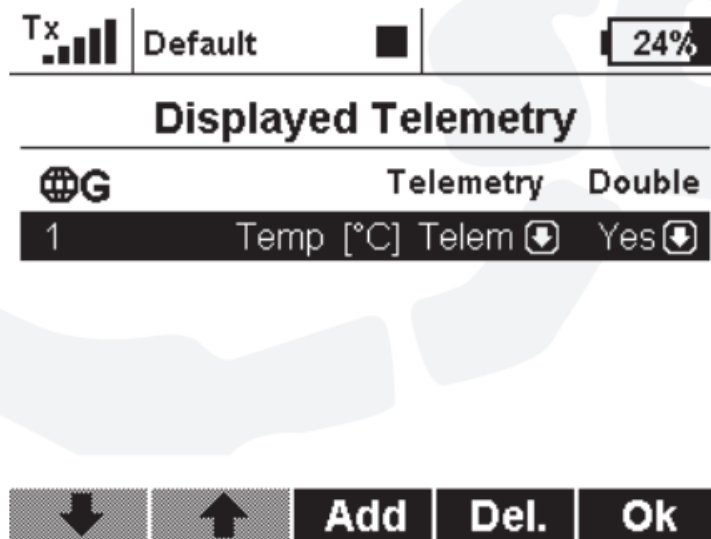 Tx Default 24%
Displayed Telemetry
G Telemetry Double
1 Temp [°C] Telem Yes
Add Del. Ok